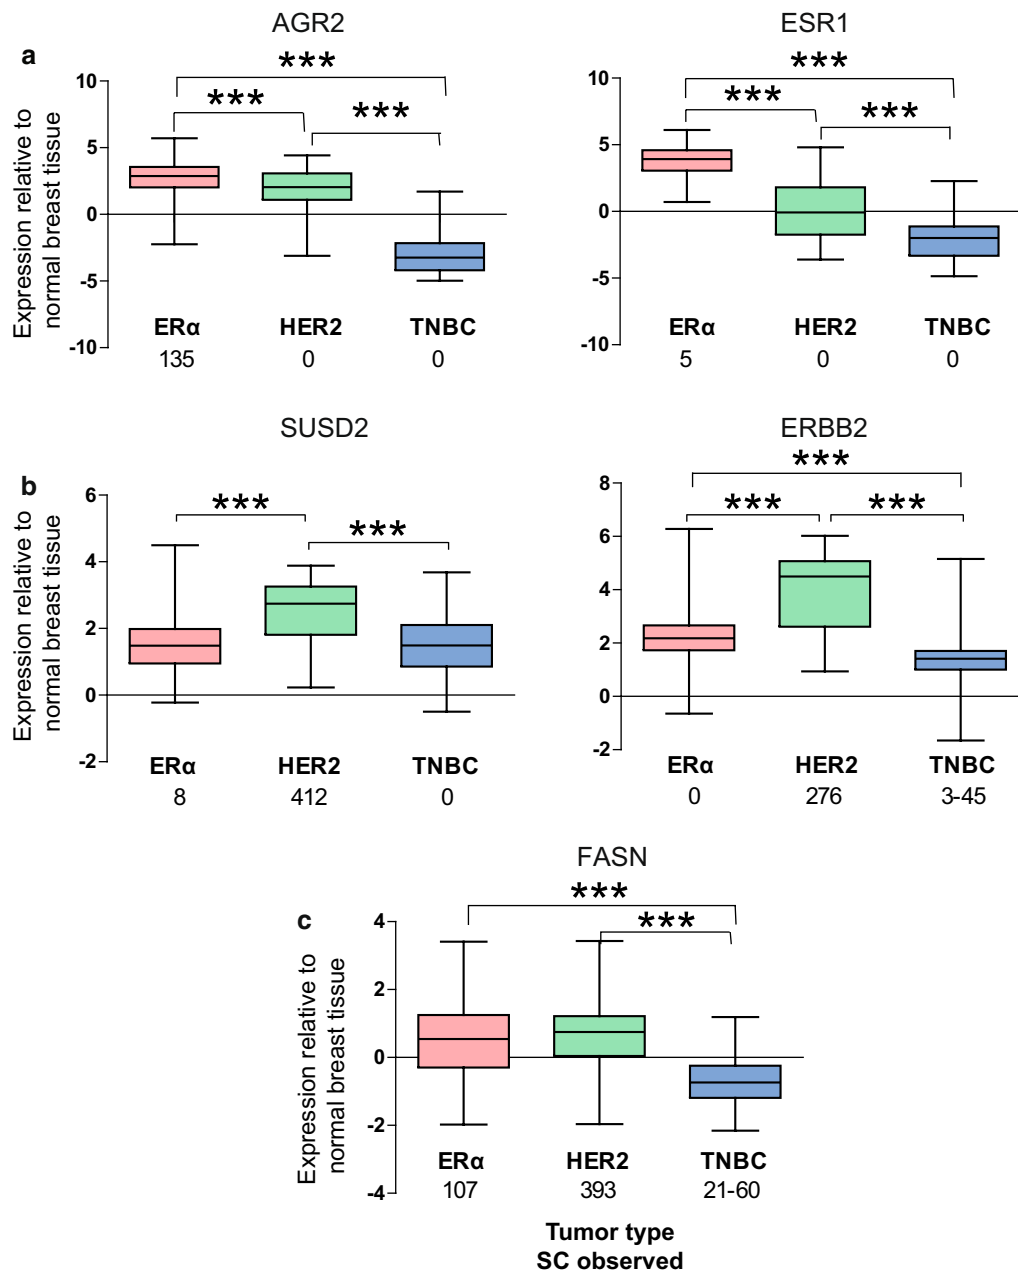 AGR2
ESR1
a
***
***
***
***
***
***
Expression relative to
normal breast tissue
10
5
0
-5
-10
10
5
0
-5
-10
ERα
HER2
TNBC
135
0
0
ERα
HER2
TNBC
5
0
0
SUSD2
ERBB2
b
***
***
***
***
***
Expression relative to
normal breast tissue
6
4
2
0
-2
8
6
4
2
0
-2
ERα
HER2
TNBC
8
412
0
ERα
HER2
TNBC
0
276
3-45
FASN
c
***
***
Expression relative to
normal breast tissue
4
2
0
-2
-4
ERα
HER2
TNBC
107
393
21-60
Tumor type
SC observed